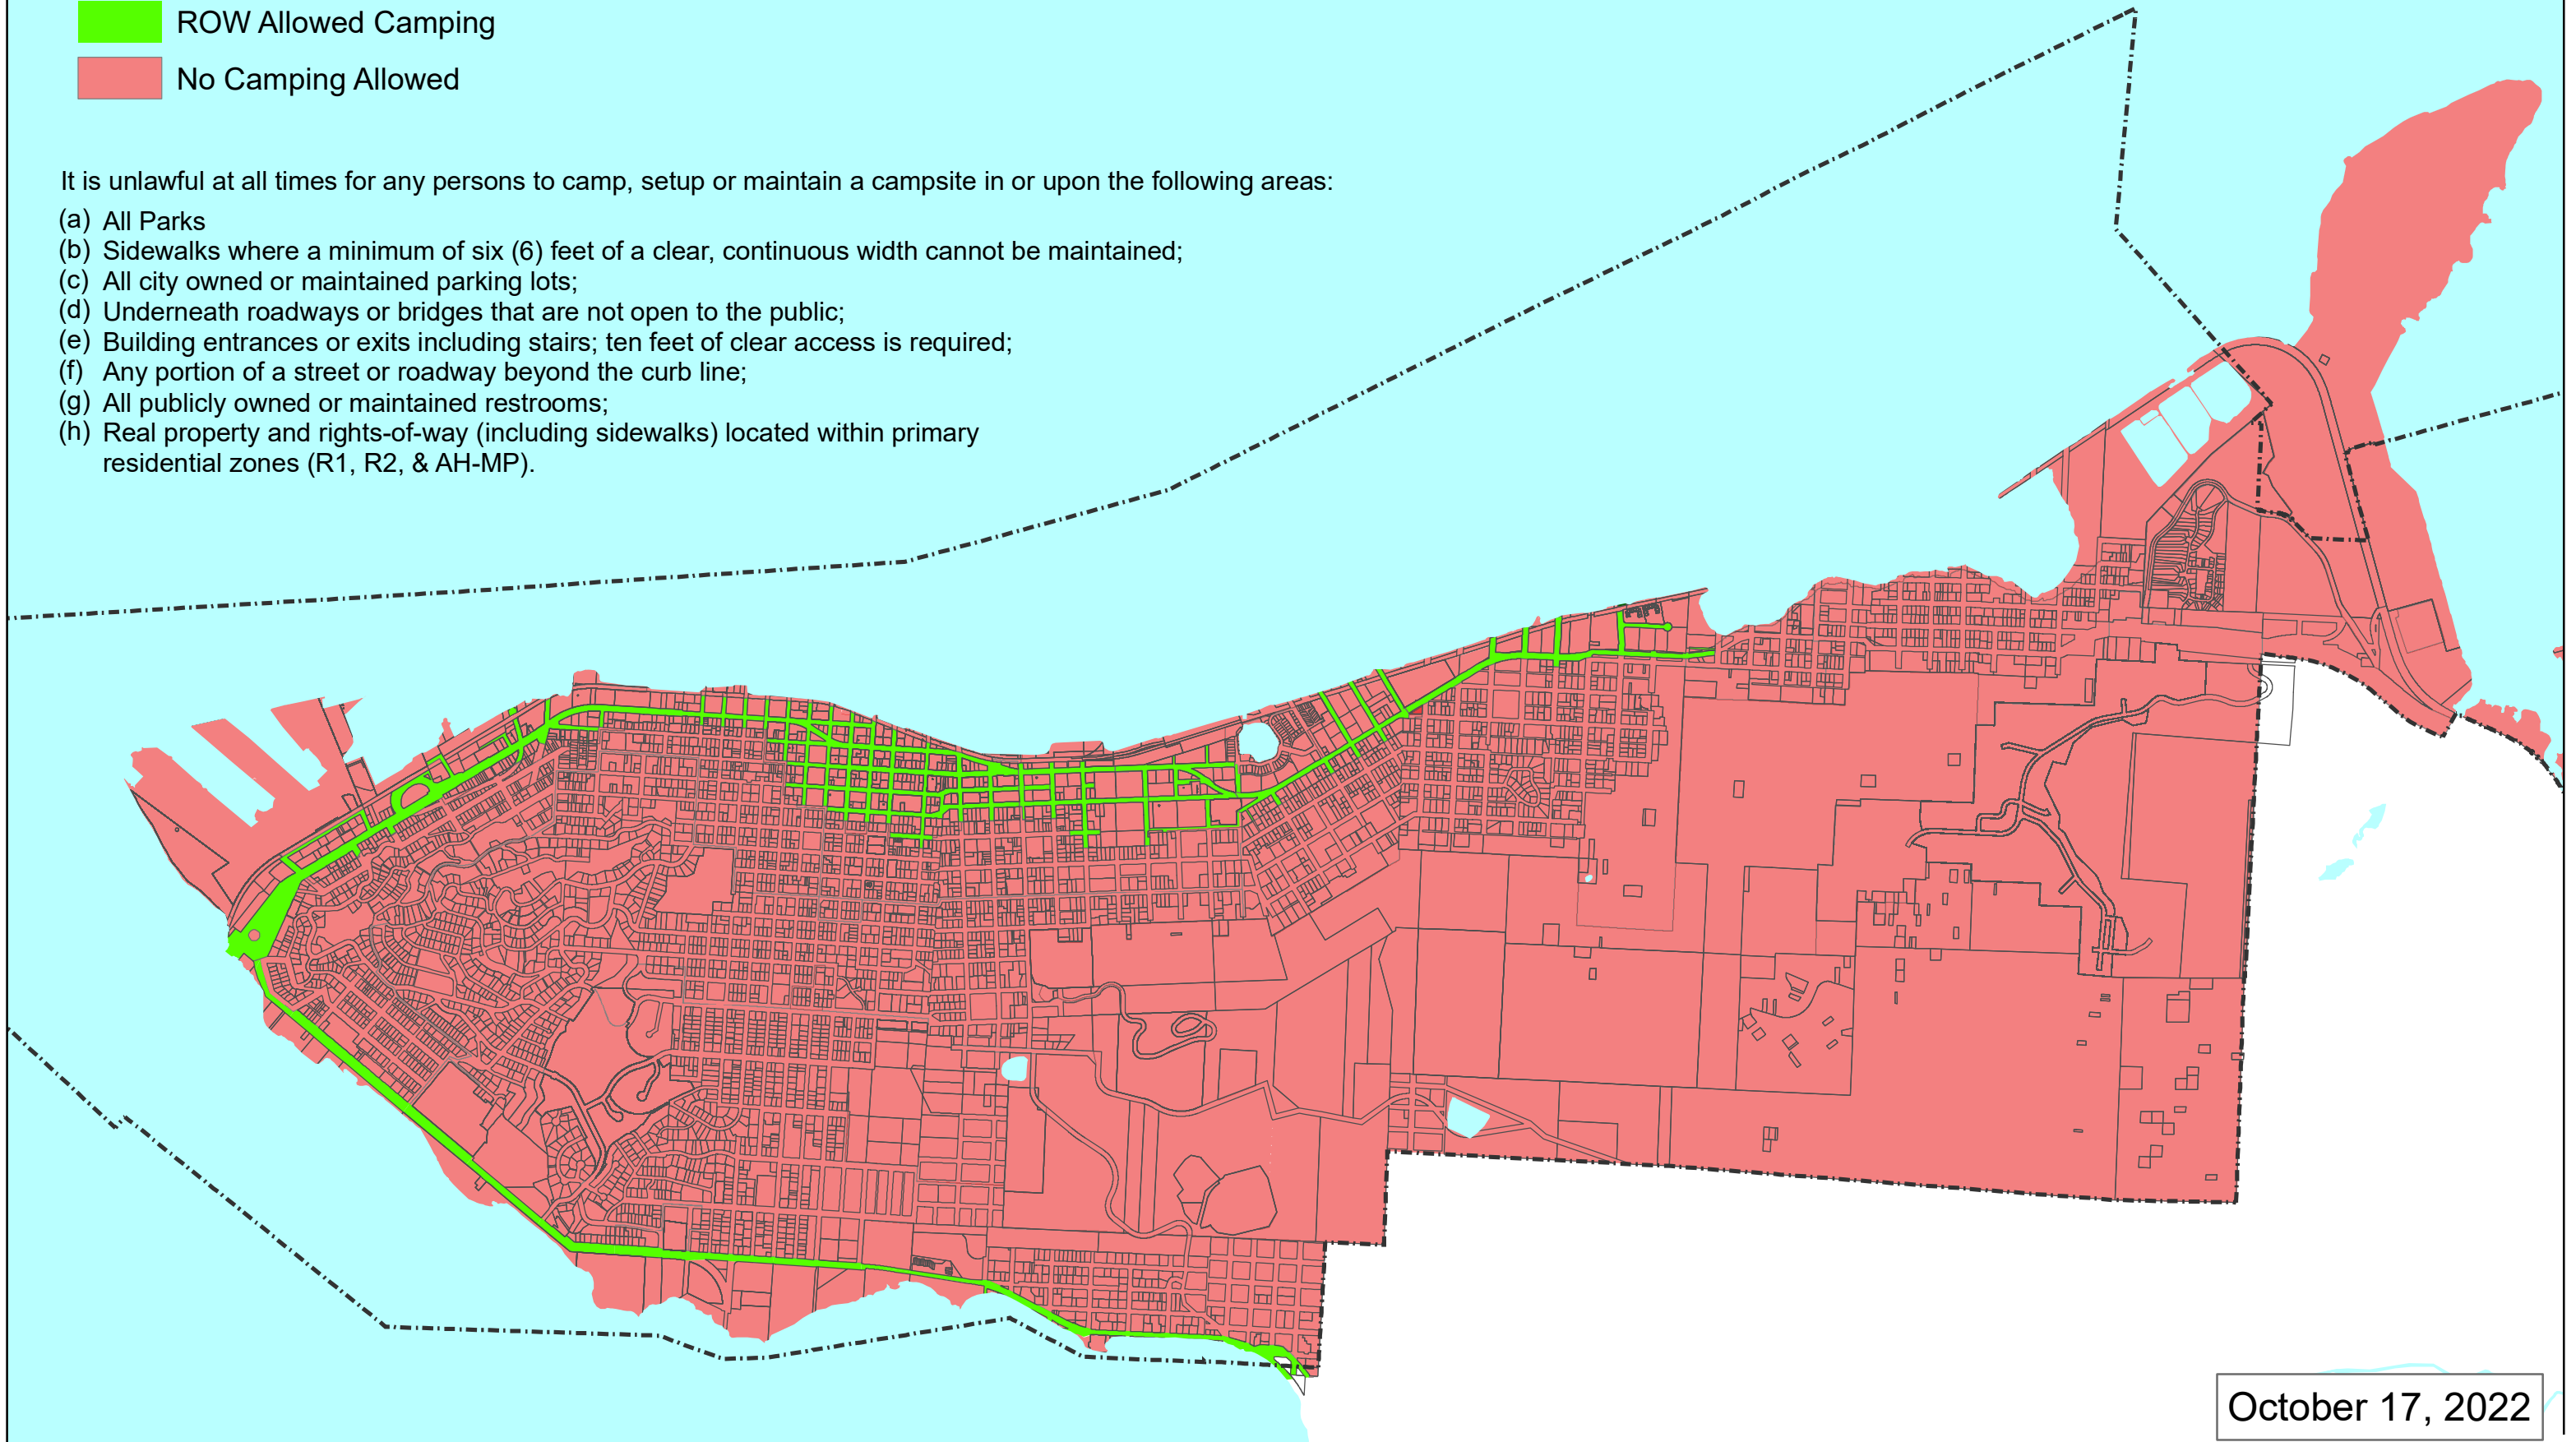 ROW Allowed Camping
No Camping Allowed
It is unlawful at all times for any persons to camp, setup or maintain a campsite in or upon the following areas:
(a) All Parks
(b) Sidewalks where a minimum of six (6) feet of a clear, continuous width cannot be maintained;
(c) All city owned or maintained parking lots;
(d) Underneath roadways or bridges that are not open to the public;
(e) Building entrances or exits including stairs; ten feet of clear access is required;
(f) Any portion of a street or roadway beyond the curb line;
(g) All publicly owned or maintained restrooms;
(h) Real property and rights-of-way (including sidewalks) located within primary
residential zones (R1, R2, & AH-MP).
October 17, 2022